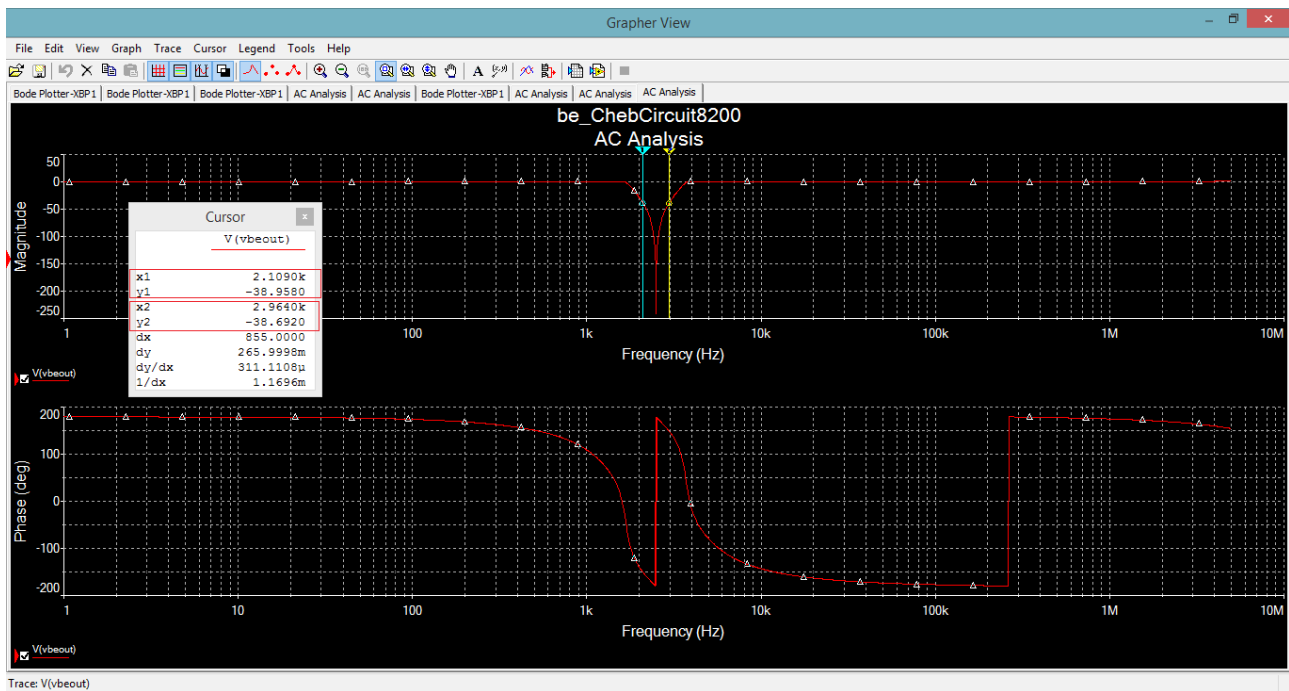 Grapher View
File Edit View Graph Trace Cursor Legend Tools Help
Bode Plotter-XBP1 Bode Plotter-XBP1 Bode Plotter-XBP1 AC Analysis AC Analysis Bode Plotter-XBP1 AC Analysis AC Analysis AC Analysis
be_ChebCircuit8200
AC Analysis
Magnitude
50
0
-50
-100
-150
-200
-250
1 100 1k 10k 100k 1M 10M
Frequency (Hz)
V(vbeout)
Cursor x
V(vbeout)
x1 2.1090k
y1 -38.9580
x2 2.9640k
y2 -38.6920
dx 855.0000
dy 265.9998m
dy/dx 311.1108µ
1/dx 1.1696m
Phase (deg)
200
100
0
-100
-200
1 10 100 1k 10k 100k 1M 10M
Frequency (Hz)
V(vbeout)
Trace: V(vbeout)